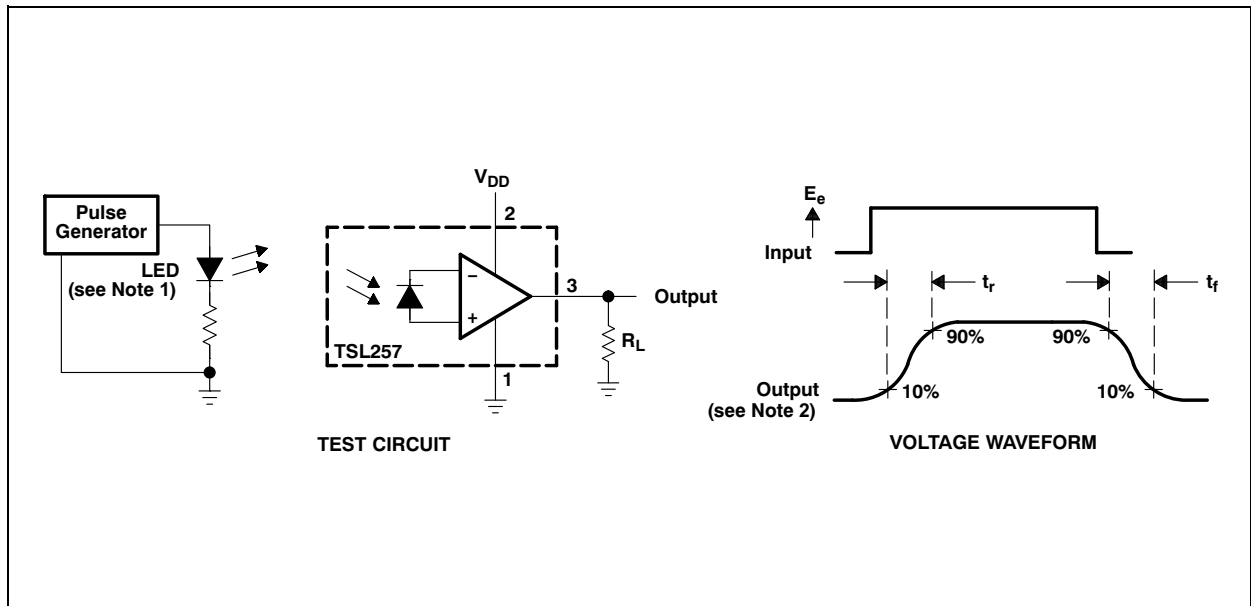 Pulse
Generator
LED
(see Note 1)
V_DD
2
−
+
3
Output
TSL257
1
R_L
TEST CIRCUIT
E_e
Input
t_r
t_f
90%
90%
Output
(see Note 2)
10%
10%
VOLTAGE WAVEFORM